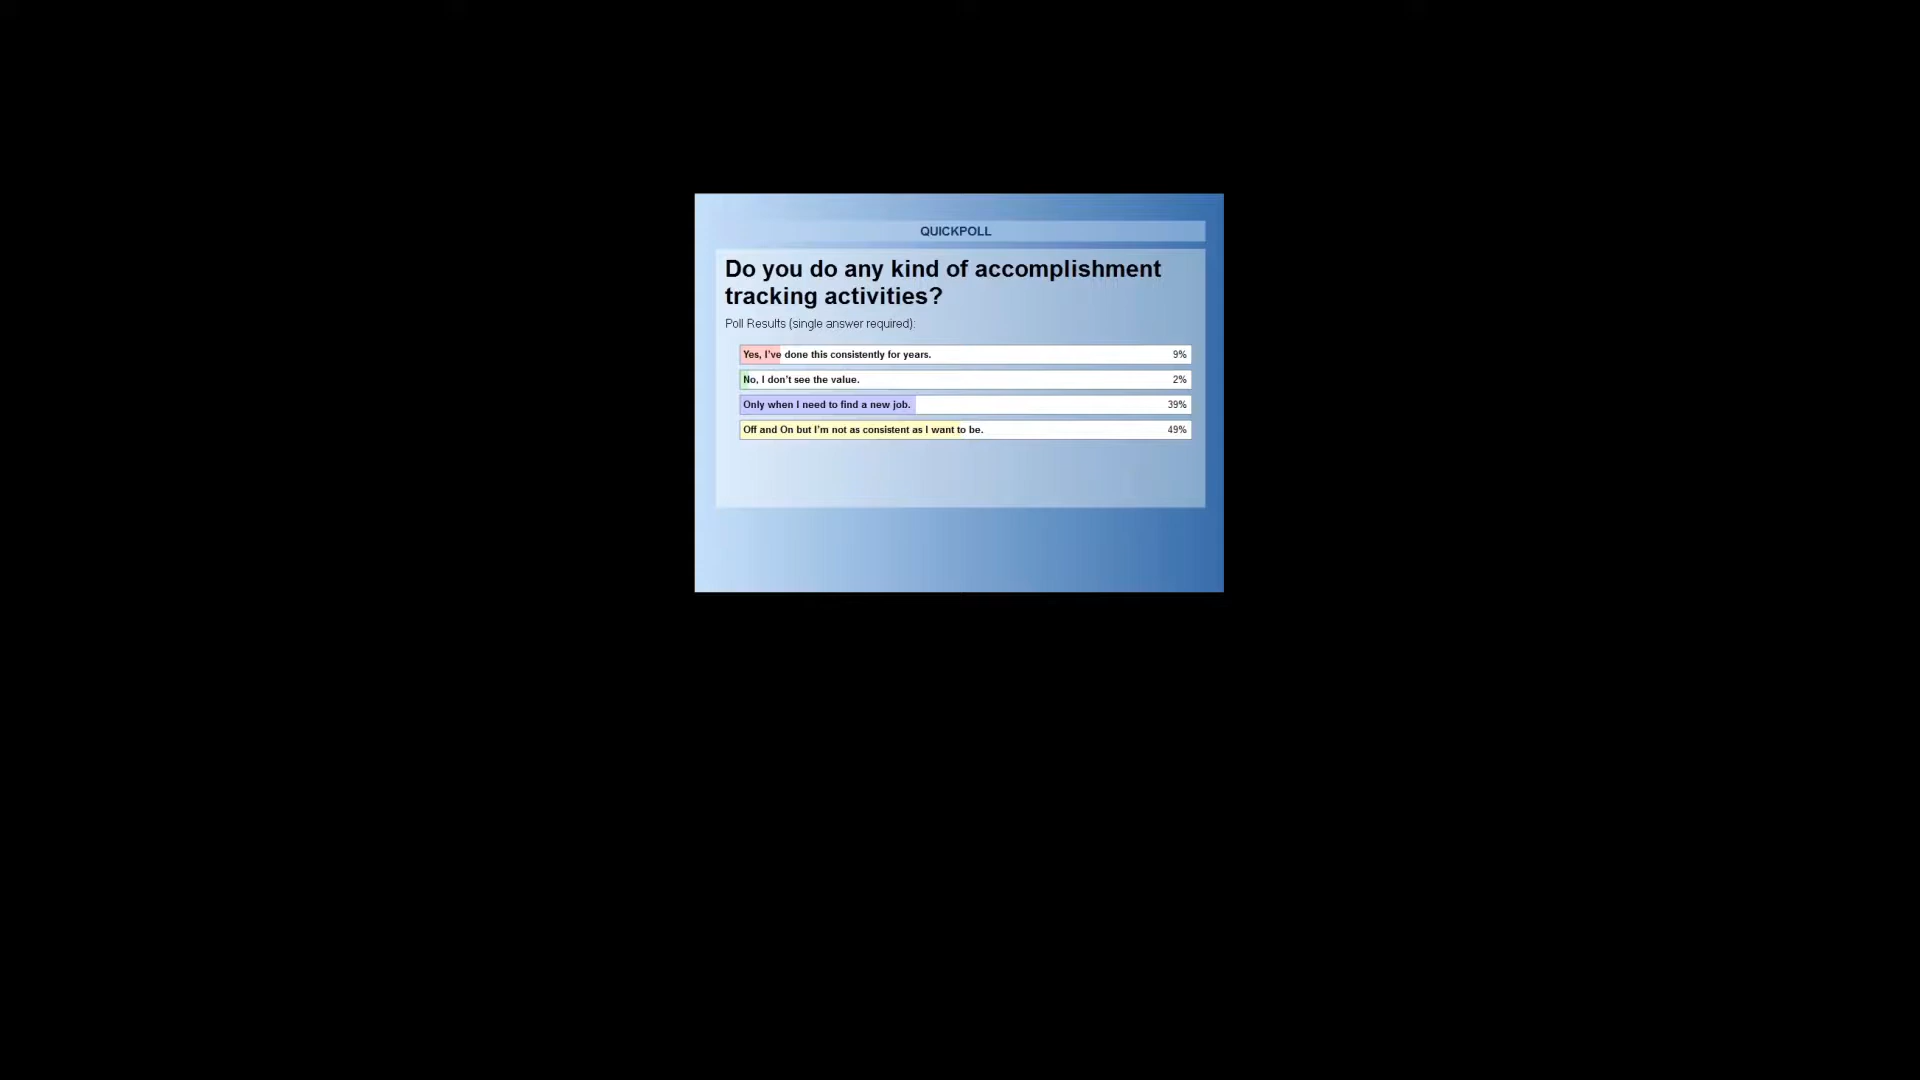 QUICKPOLL
Do you do any kind of accomplishment
tracking activities?
Poll Results (single answer required):
Yes, I've done this consistently for years. 9%
No, I don't see the value. 2%
Only when I need to find a new job. 39%
Off and On but I'm not as consistent as I want to be. 49%